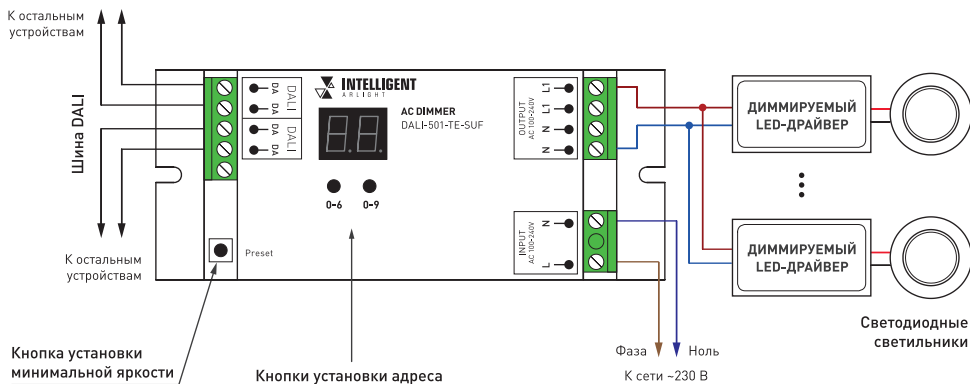 К остальным
устройствам
Шина DALI
К остальным
устройствам
DA
DA
DALI
DA
DA
DALI
INTELLIGENT
ARLIGHT
AC DIMMER
DALI-501-TE-SUF
0-6
0-9
Preset
OUTPUT
AC 100-240V
L1
L1
N
N
INPUT
AC 100-240V
N
L
ДИММИРУЕМЫЙ
LED-ДРАЙВЕР
ДИММИРУЕМЫЙ
LED-ДРАЙВЕР
Светодиодные
светильники
Фаза
Ноль
К сети ~230 В
Кнопка установки
минимальной яркости
Кнопки установки адреса